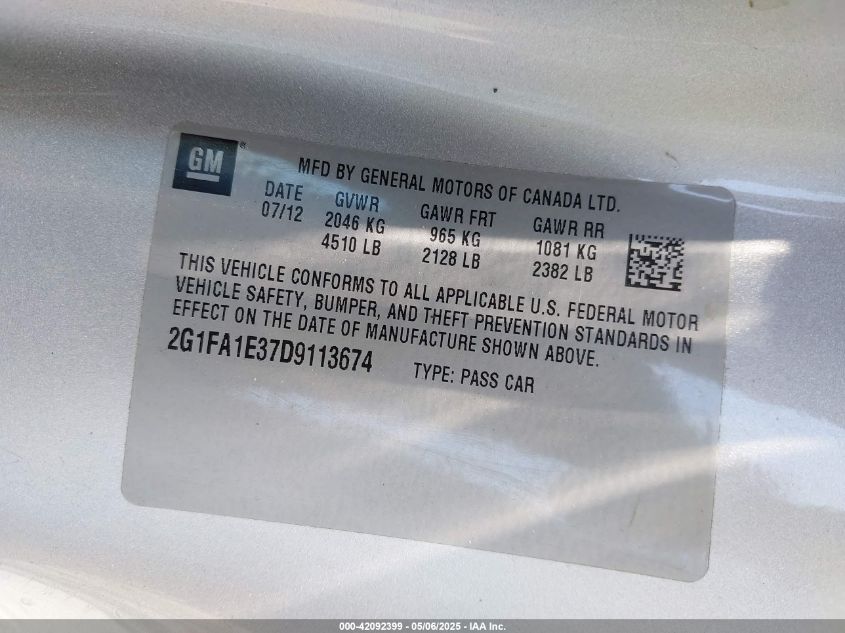 GM®
MFD BY GENERAL MOTORS OF CANADA LTD.
DATE GVWR GAWR FRT GAWR RR
07/12 2046 KG 965 KG 1081 KG
4510 LB 2128 LB 2382 LB
THIS VEHICLE CONFORMS TO ALL APPLICABLE U.S. FEDERAL MOTOR
VEHICLE SAFETY, BUMPER, AND THEFT PREVENTION STANDARDS IN
EFFECT ON THE DATE OF MANUFACTURE SHOWN ABOVE.
2G1FA1E37D9113674 TYPE: PASS CAR
000-42092399 - 05/06/2025 - IAA Inc.